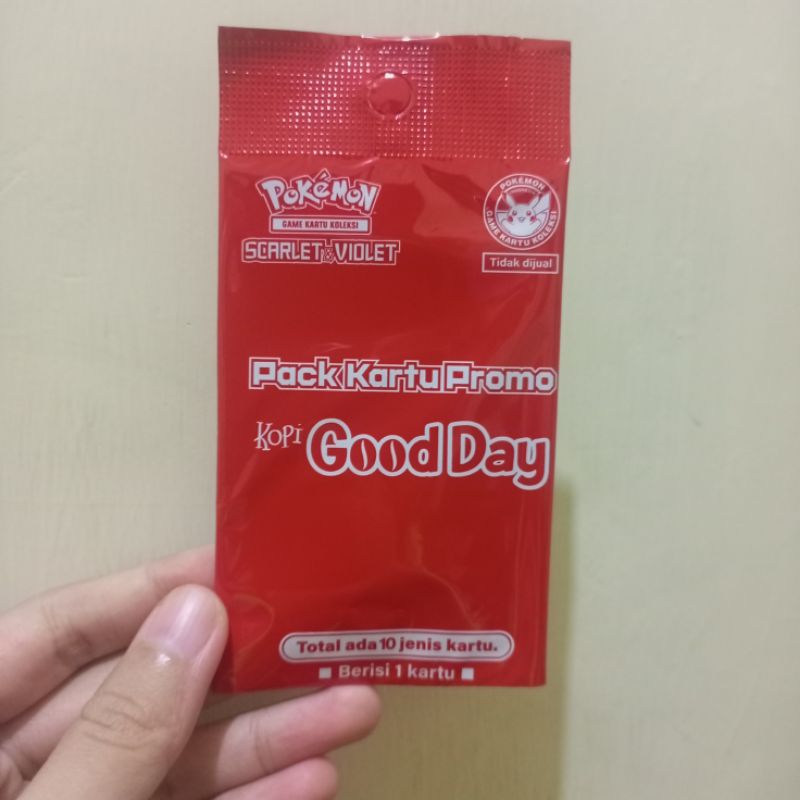 POKÉMON
GAME KARTU KOLEKSI
SCARLET & VIOLET
POKÉMON
GAME KARTU KOLEKSI
Tidak dijual
Pack Kartu Promo
KOPI Good Day
Total ada 10 jenis kartu.
Berisi 1 kartu